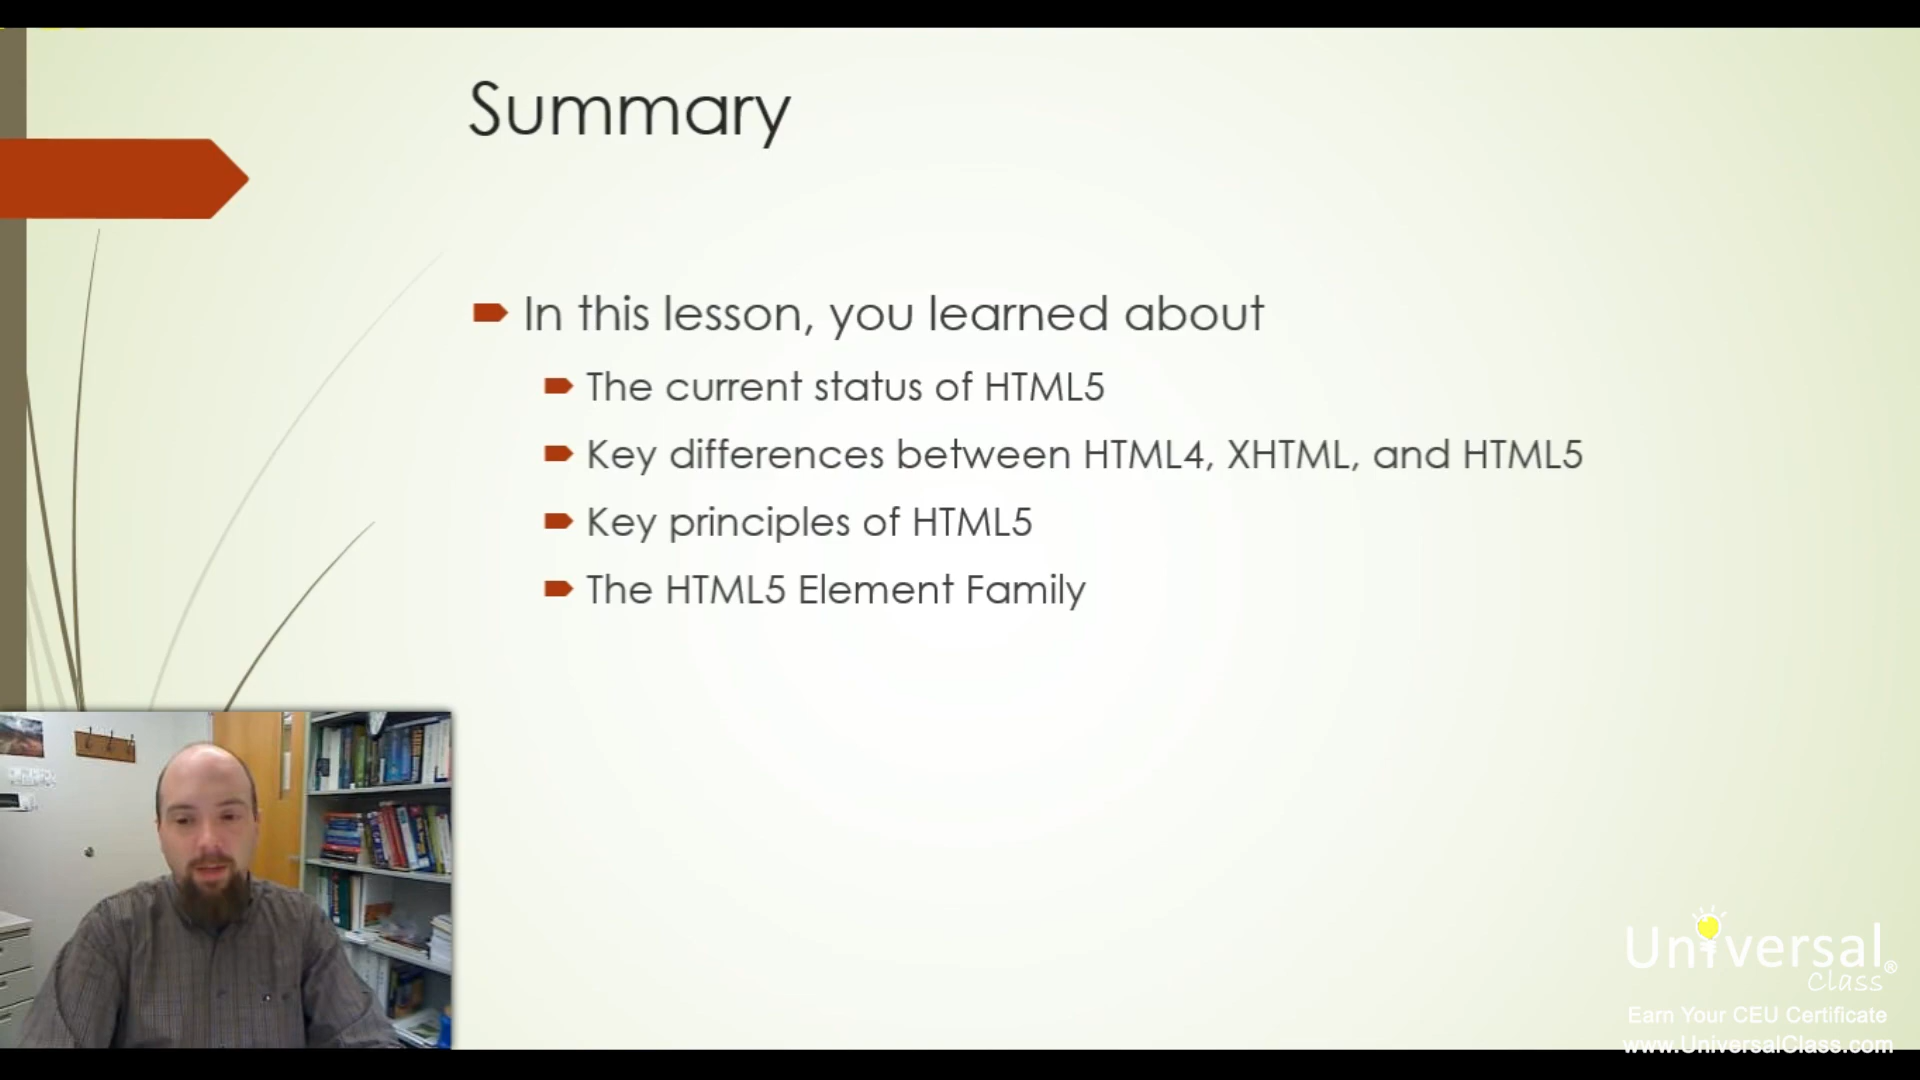 Summary
In this lesson, you learned about
The current status of HTML5
Key differences between HTML4, XHTML, and HTML5
Key principles of HTML5
The HTML5 Element Family
Universal®
Class
Earn Your CEU Certificate
www.UniversalClass.com